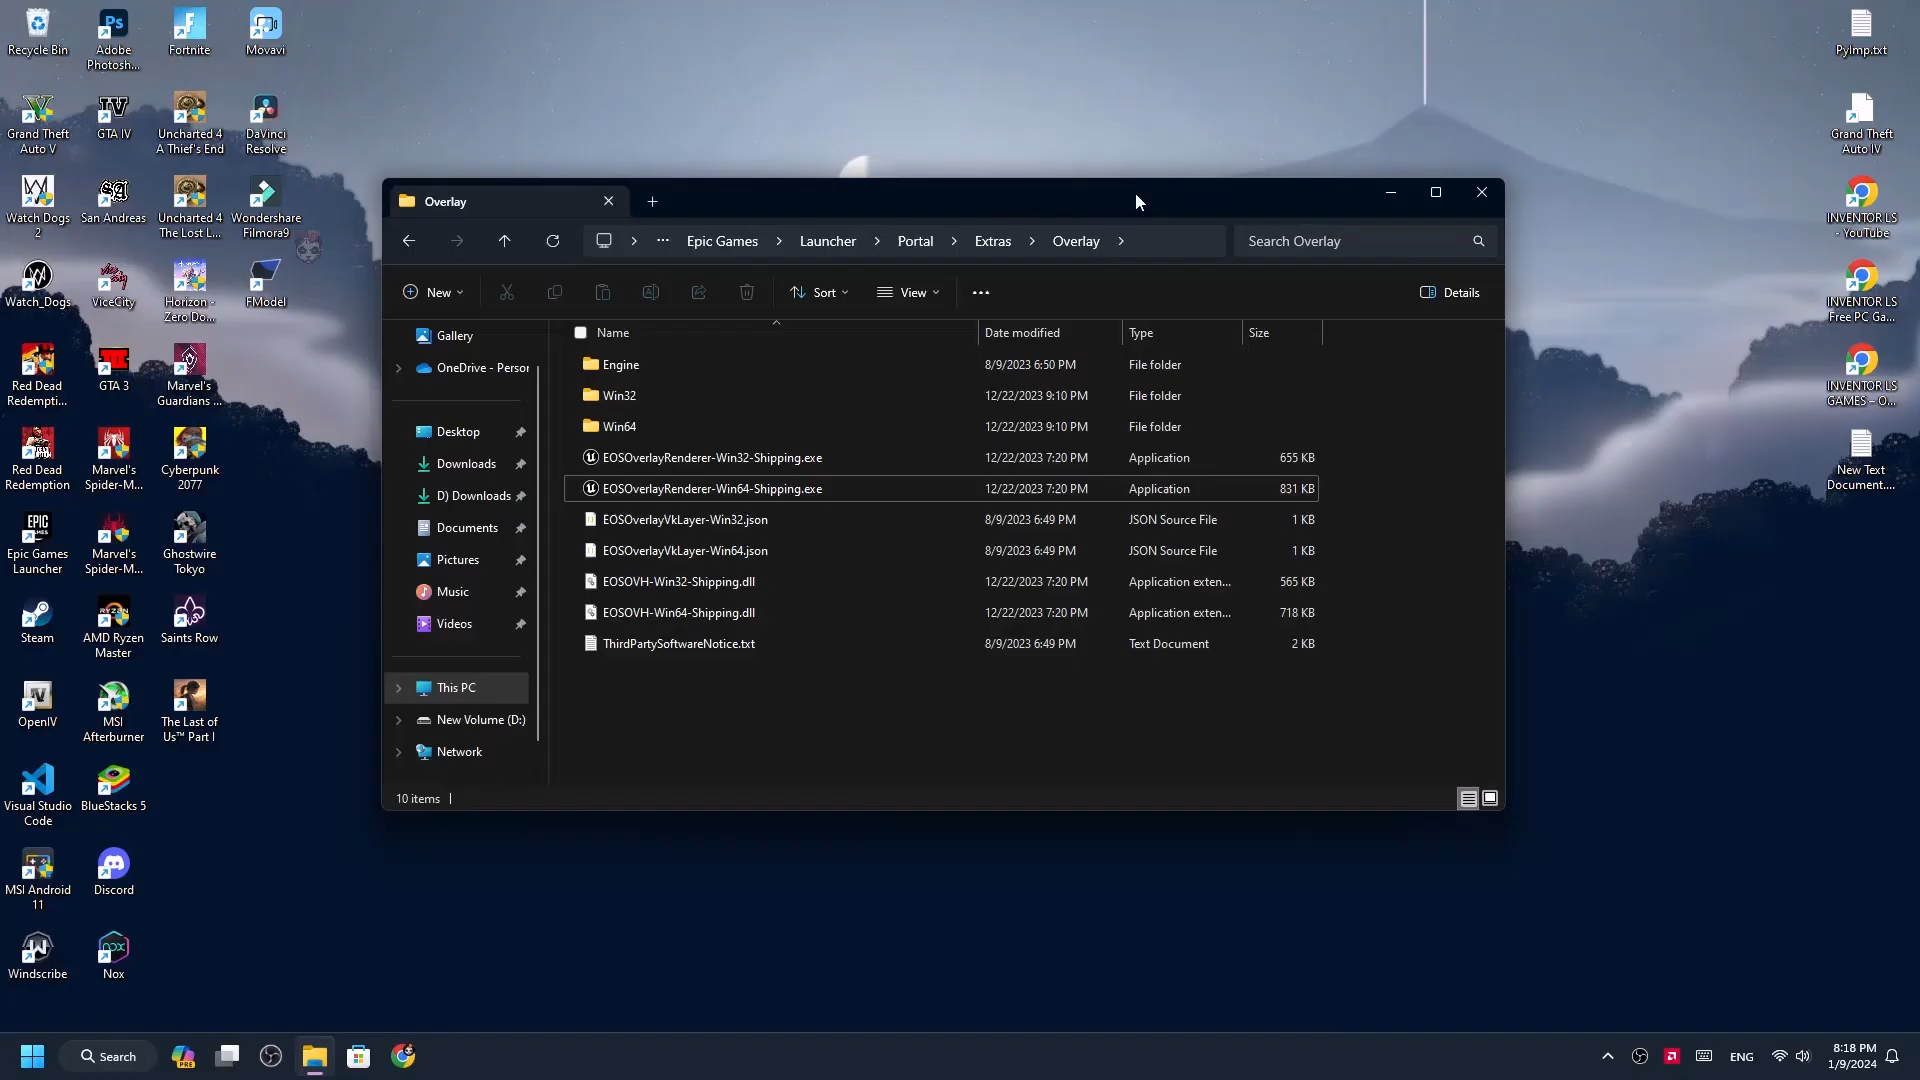 Recycle Bin
Adobe
Photosh...
Fortnite
Movavi
Grand Theft
Auto V
GTA IV
Uncharted 4
A Thief's End
DaVinci
Resolve
Watch Dogs
2
San Andreas
Uncharted 4
The Lost L...
Wondershare
Filmora9
Watch_Dogs
ViceCity
Horizon -
Zero Do...
FModel
Red Dead
Redempti...
GTA 3
Marvel's
Guardians ...
Red Dead
Redemption
Marvel's
Spider-M...
Cyberpunk
2077
Epic Games
Launcher
Marvel's
Spider-M...
Ghostwire
Tokyo
Steam
AMD Ryzen
Master
Saints Row
OpenIV
MSI
Afterburner
The Last of
Us™ Part I
Visual Studio
Code
BlueStacks 5
MSI Android
11
Discord
Windscribe
Nox
PyImp.txt
Grand Theft
Auto IV
INVENTOR LS
- YouTube
INVENTOR LS
Free PC Ga...
INVENTOR LS
GAMES – O...
New Text
Document....
Overlay
Epic Games > Launcher > Portal > Extras > Overlay >
Search Overlay
New
Sort
View
Details
Gallery
OneDrive - Persor
Desktop
Downloads
D) Downloads
Documents
Pictures
Music
Videos
This PC
New Volume (D:)
Network
Name Date modified Type Size
Engine 8/9/2023 6:50 PM File folder
Win32 12/22/2023 9:10 PM File folder
Win64 12/22/2023 9:10 PM File folder
EOSOverlayRenderer-Win32-Shipping.exe 12/22/2023 7:20 PM Application 655 KB
EOSOverlayRenderer-Win64-Shipping.exe 12/22/2023 7:20 PM Application 831 KB
EOSOverlayVkLayer-Win32.json 8/9/2023 6:49 PM JSON Source File 1 KB
EOSOverlayVkLayer-Win64.json 8/9/2023 6:49 PM JSON Source File 1 KB
EOSOVH-Win32-Shipping.dll 12/22/2023 7:20 PM Application exten... 565 KB
EOSOVH-Win64-Shipping.dll 12/22/2023 7:20 PM Application exten... 718 KB
ThirdPartySoftwareNotice.txt 8/9/2023 6:49 PM Text Document 2 KB
10 items
Search
PRE
ENG
8:18 PM
1/9/2024